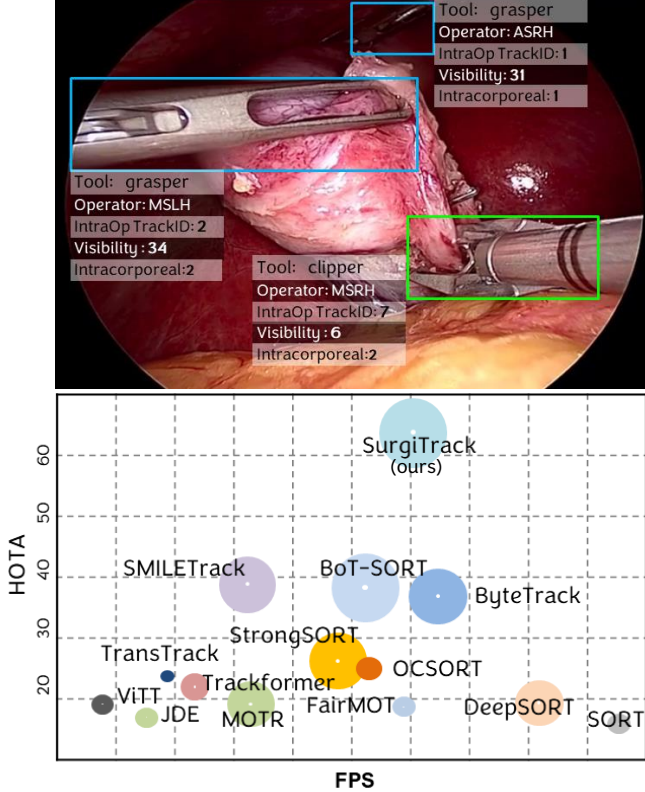 Tool: grasper
Operator: ASRH
IntraOp TrackID: 1
Visibility: 31
Intracorporeal: 1
Tool: grasper
Operator: MSLH
IntraOp TrackID: 2
Visibility : 34
Intracorporeal:2
Tool: clipper
Operator: MSRH
IntraOp TrackID: 7
Visibility : 6
Intracorporeal:2
HOTA
60
50
40
30
20
SurgiTrack
(ours)
SMILETrack
BoT-SORT
ByteTrack
StrongSORT
TransTrack
OCSORT
Trackformer
ViTT
JDE
MOTR
FairMOT
DeepSORT
SORT
FPS